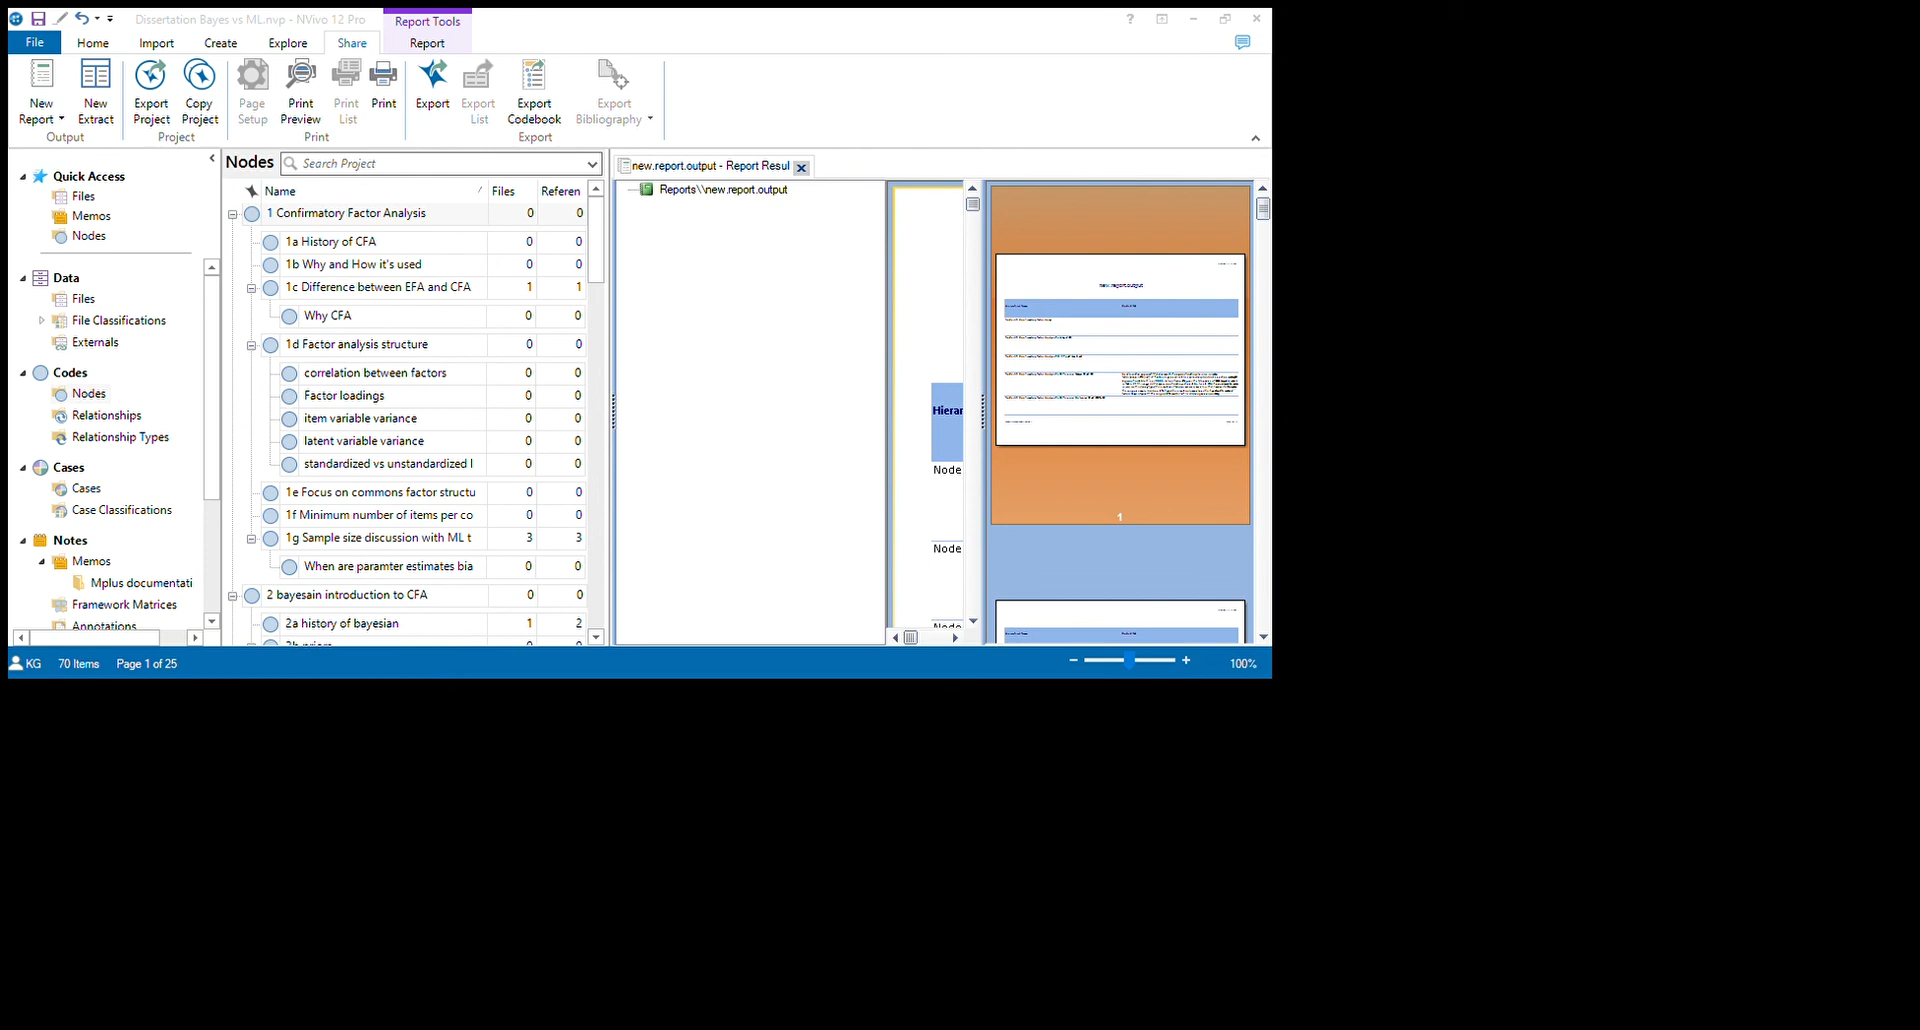 Dissertation Bayes vs ML.nvp - NVivo 12 Pro
Report Tools
?
File
Home
Import
Create
Explore
Share
Report
New Report
New Extract
Export Project
Copy Project
Page Setup
Print Preview
Print List
Print
Export
Export List
Export Codebook
Export Bibliography
Output
Project
Print
Export
Quick Access
Files
Memos
Nodes
Data
Files
File Classifications
Externals
Codes
Nodes
Relationships
Relationship Types
Cases
Cases
Case Classifications
Notes
Memos
Mplus documentati
Framework Matrices
Annotations
Nodes
Search Project
Name Files Referen
1 Confirmatory Factor Analysis 0 0
1a History of CFA 0 0
1b Why and How it's used 0 0
1c Difference between EFA and CFA 1 1
Why CFA 0 0
1d Factor analysis structure 0 0
correlation between factors 0 0
Factor loadings 0 0
item variable variance 0 0
latent variable variance 0 0
standardized vs unstandardized l 0 0
1e Focus on commons factor structu 0 0
1f Minimum number of items per co 0 0
1g Sample size discussion with ML t 3 3
When are paramter estimates bia 0 0
2 bayesain introduction to CFA 0 0
2a history of bayesian 1 2
new.report.output - Report Resul
Reports\\new.report.output
Hierar
Node
Node
Node
new.report.output
1
KG
70 Items
Page 1 of 25
100%